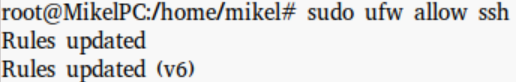 root@MikelPC:/home/mikel# sudo ufw allow ssh
Rules updated
Rules updated (v6)